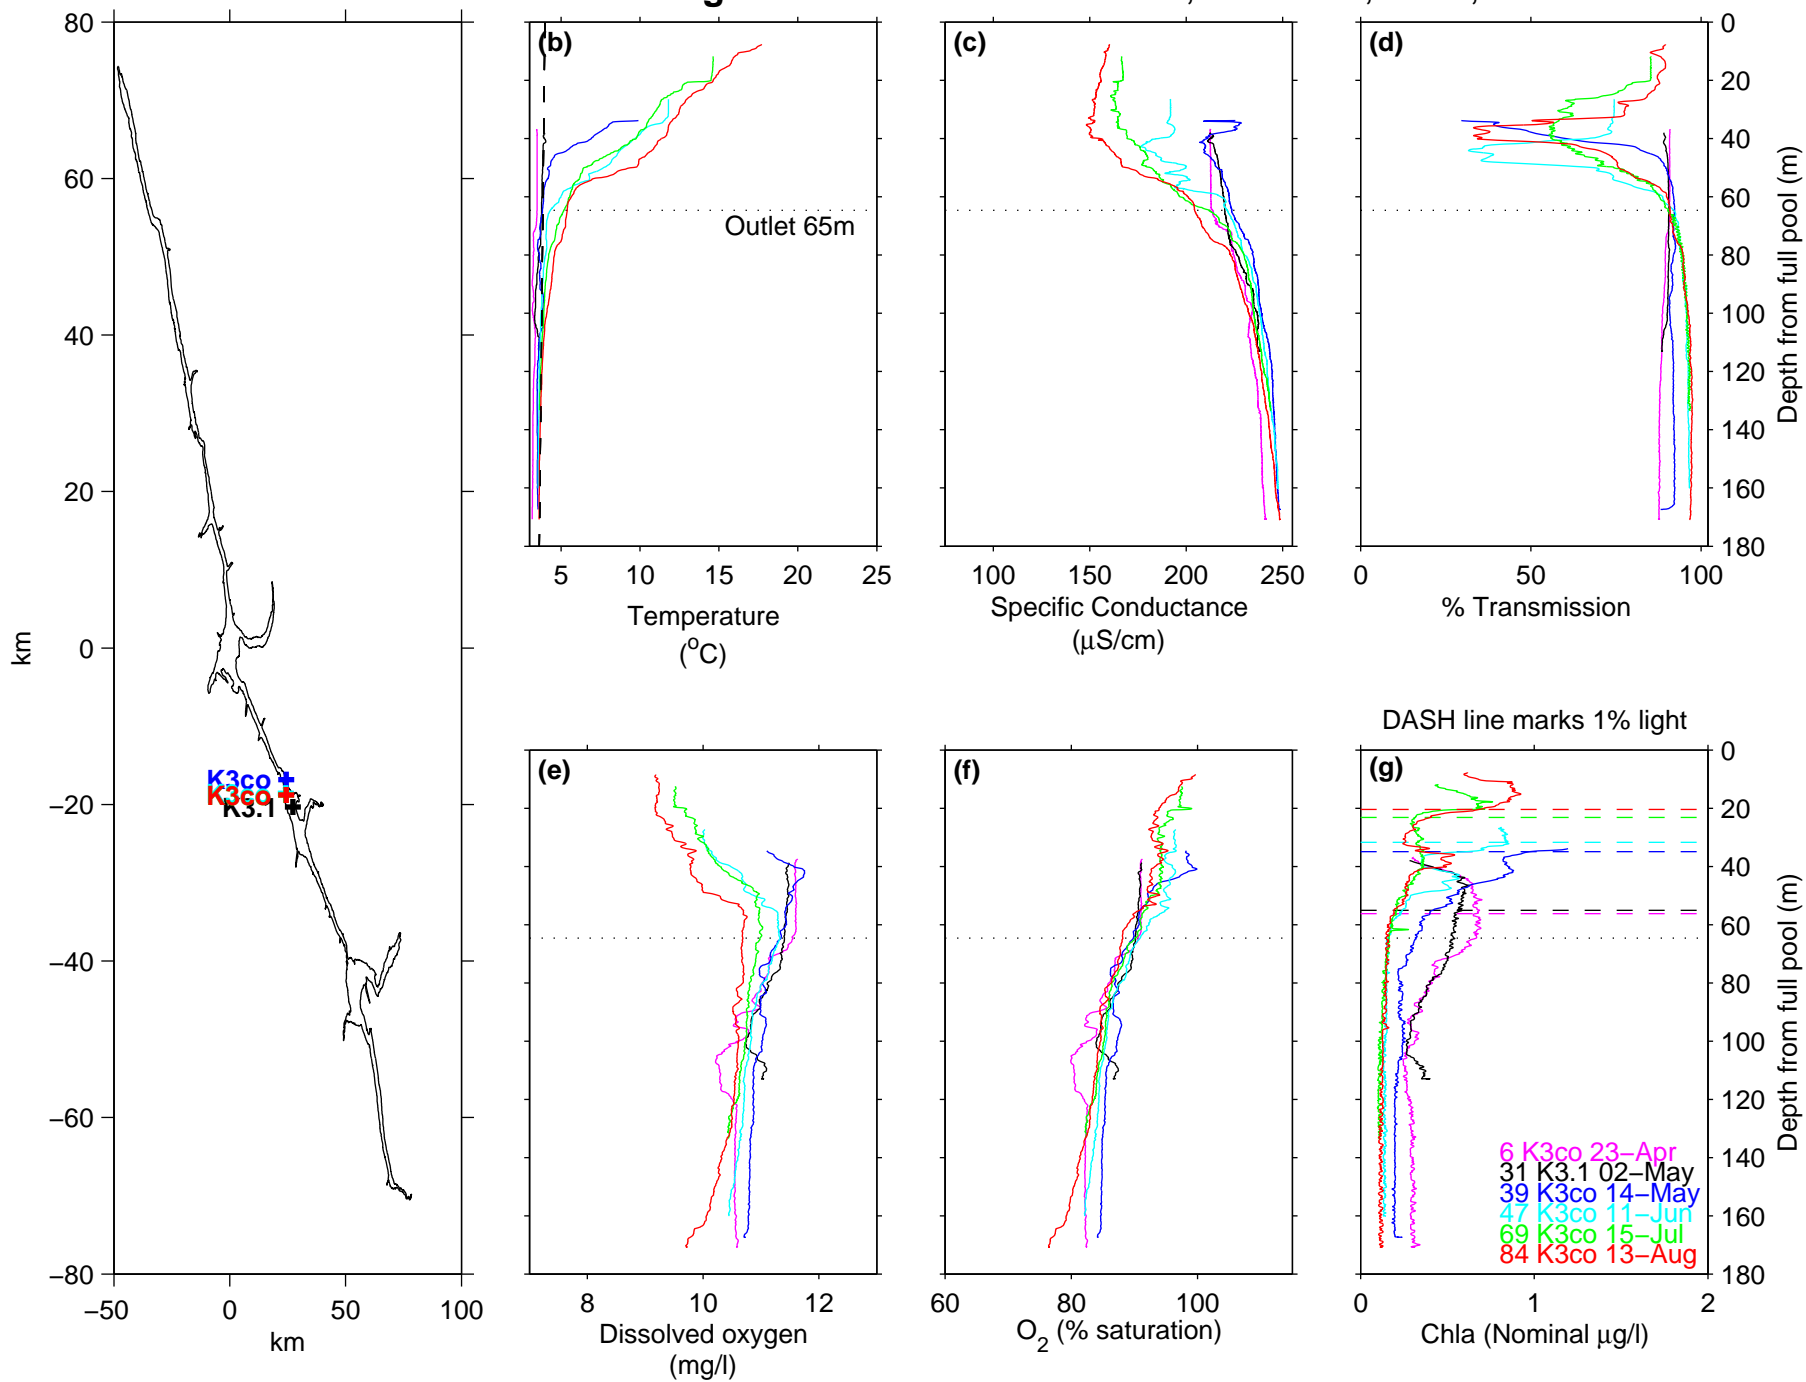 g
80
60
40
20
0
−20
−40
−60
−80
km
−50
0
50
100
km
K3co
K3co
K3.1
(b)
Outlet 65m
5
10
15
20
25
Temperature
(°C)
(c)
100
150
200
250
Specific Conductance
(µS/cm)
(d)
0
50
100
% Transmission
0
20
40
60
80
100
120
140
160
180
Depth from full pool (m)
(e)
8
10
12
Dissolved oxygen
(mg/l)
(f)
60
80
100
O2 (% saturation)
DASH line marks 1% light
(g)
6 K3co 23−Apr
31 K3.1 02−May
39 K3co 14−May
47 K3co 11−Jun
69 K3co 15−Jul
84 K3co 13−Aug
0
1
2
Chla (Nominal µg/l)
0
20
40
60
80
100
120
140
160
180
Depth from full pool (m)